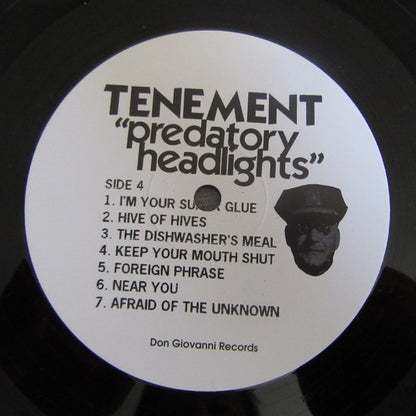 TENEMENT
“predatory
headlights”
SIDE 4
1. I'M YOUR GLUE
2. HIVE OF HIVES
3. THE DISHWASHER'S MEAL
4. KEEP YOUR MOUTH SHUT
5. FOREIGN PHRASE
6. NEAR YOU
7. AFRAID OF THE UNKNOWN
Don Giovanni Records